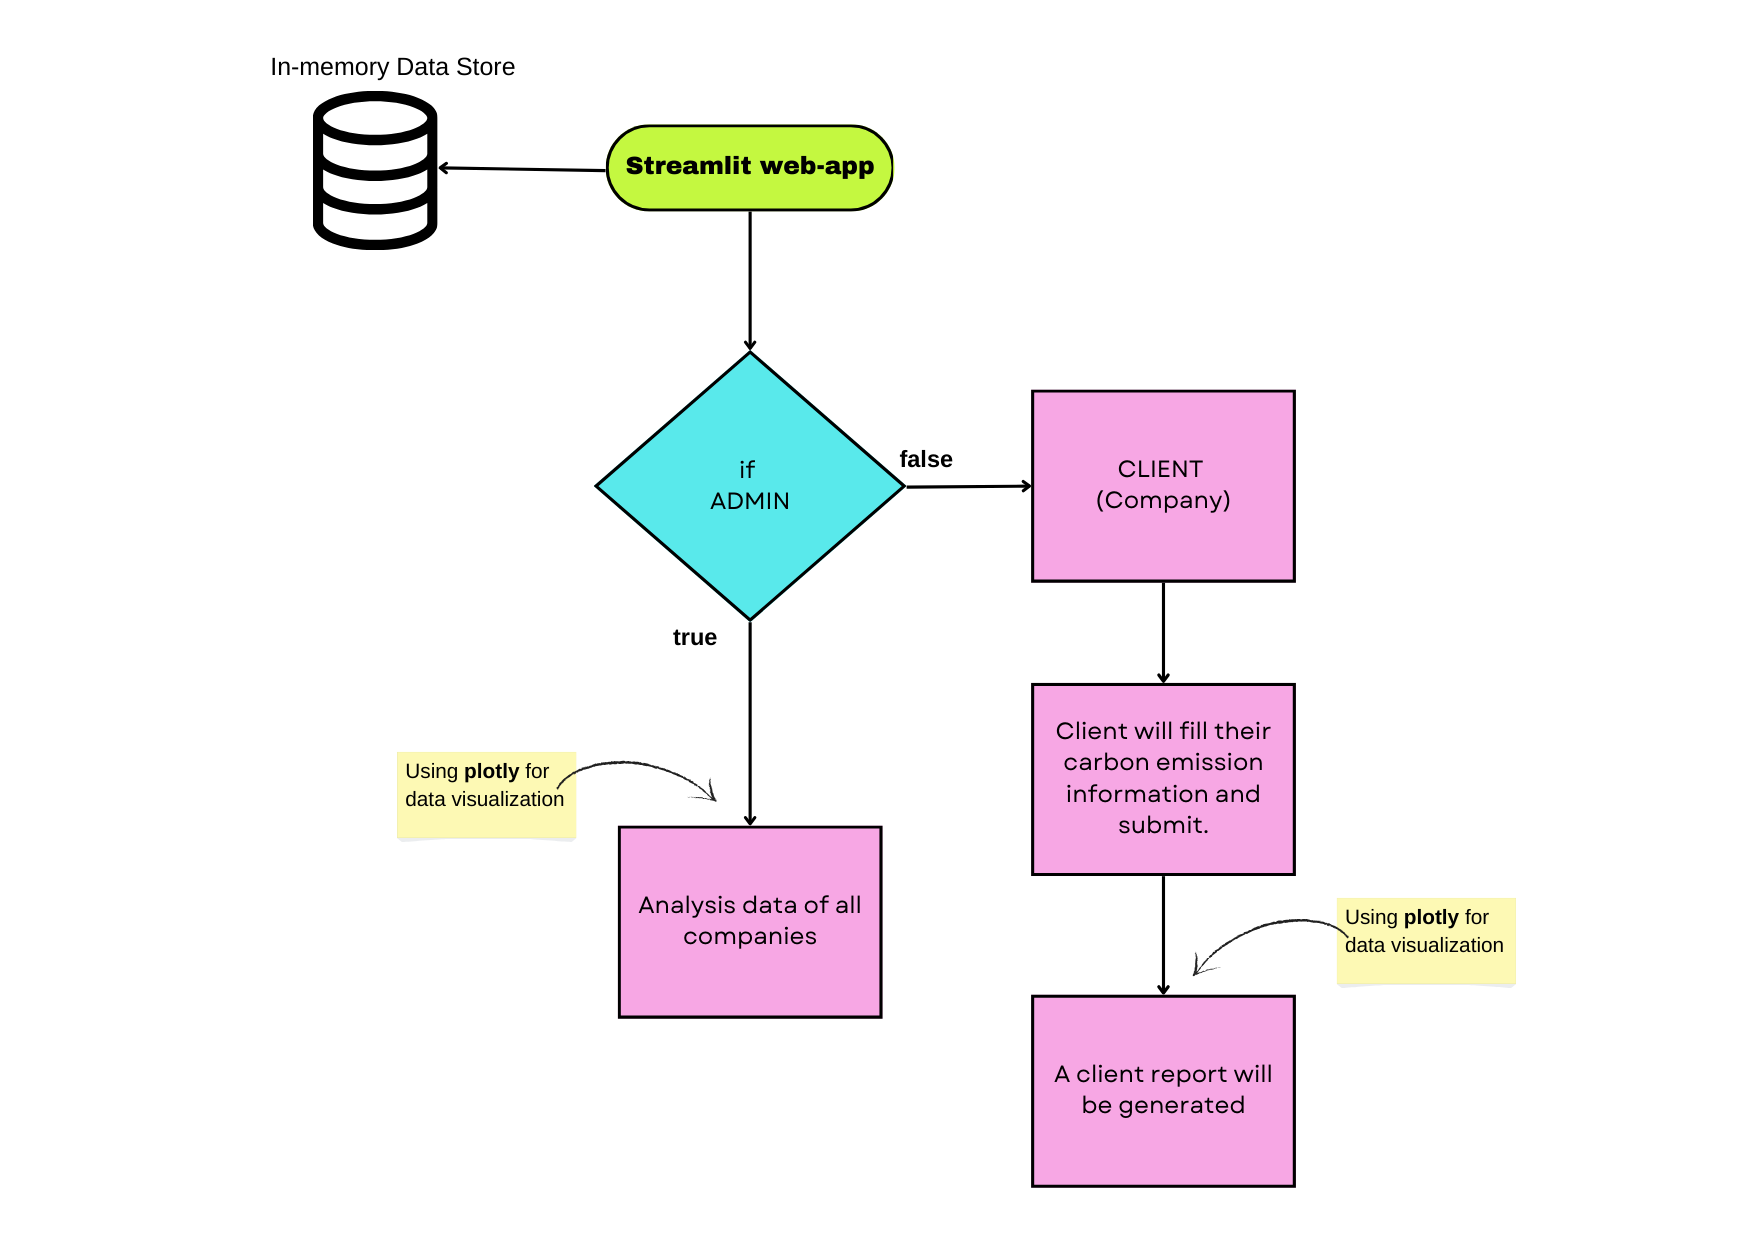 In-memory Data Store
Streamlit web-app
if
ADMIN
false
CLIENT
(Company)
true
Client will fill their
carbon emission
information and
submit.
Using plotly for
data visualization
Analysis data of all
companies
Using plotly for
data visualization
A client report will
be generated